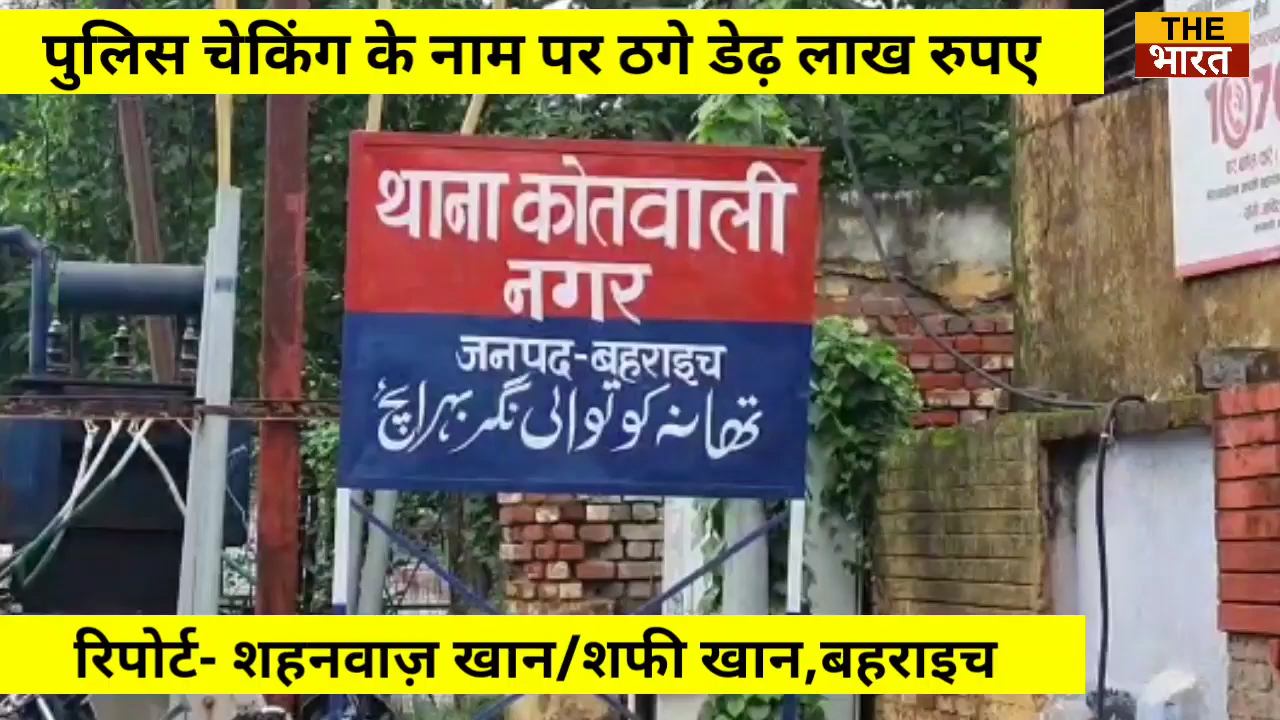 पुलिस चेकिंग के नाम पर ठगे डेढ़ लाख रुपए
THE
भारत
थाना कोतवाली
नगर
जनपद-बहराइच
تھانہ کوتوالی نگر بہرائچ
रिपोर्ट- शहनवाज़ खान/शफी खान,बहराइच